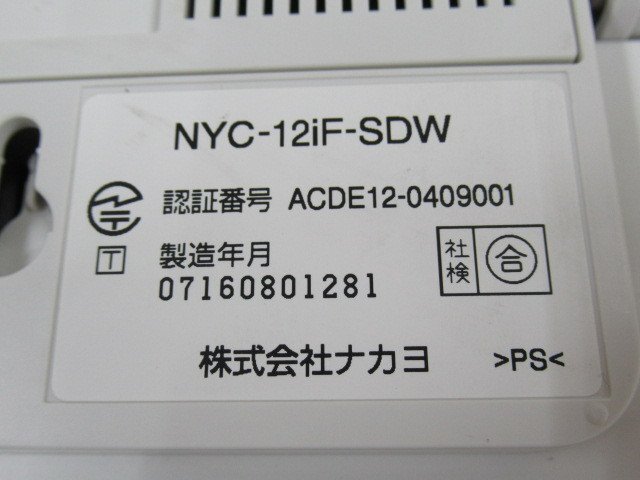 NYC-12iF-SDW
認証番号 ACDE12-0409001
T 製造年月
07160801281
社検 合
株式会社ナカヨ >PS<